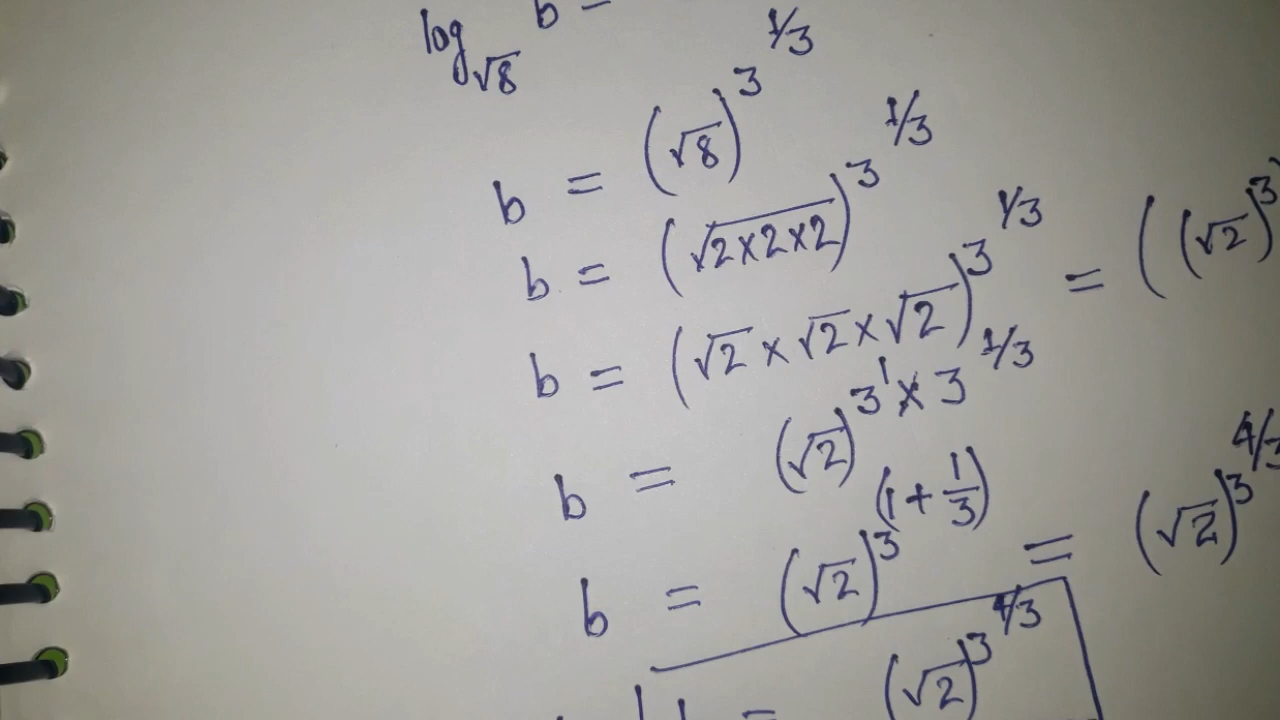 log_{√8} b =
b = (√8)^{3^{1/3}}
b = (√(2×2×2))^{3^{1/3}}
b = (√2 × √2 × √2)^{3^{1/3}} = ((√2)^3
b = (√2)^{3^1 × 3^{1/3}}
b = (√2)^{3^{(1+1/3)}} = (√2)^{3^{4/3}}
b = (√2)^{3^{4/3}}